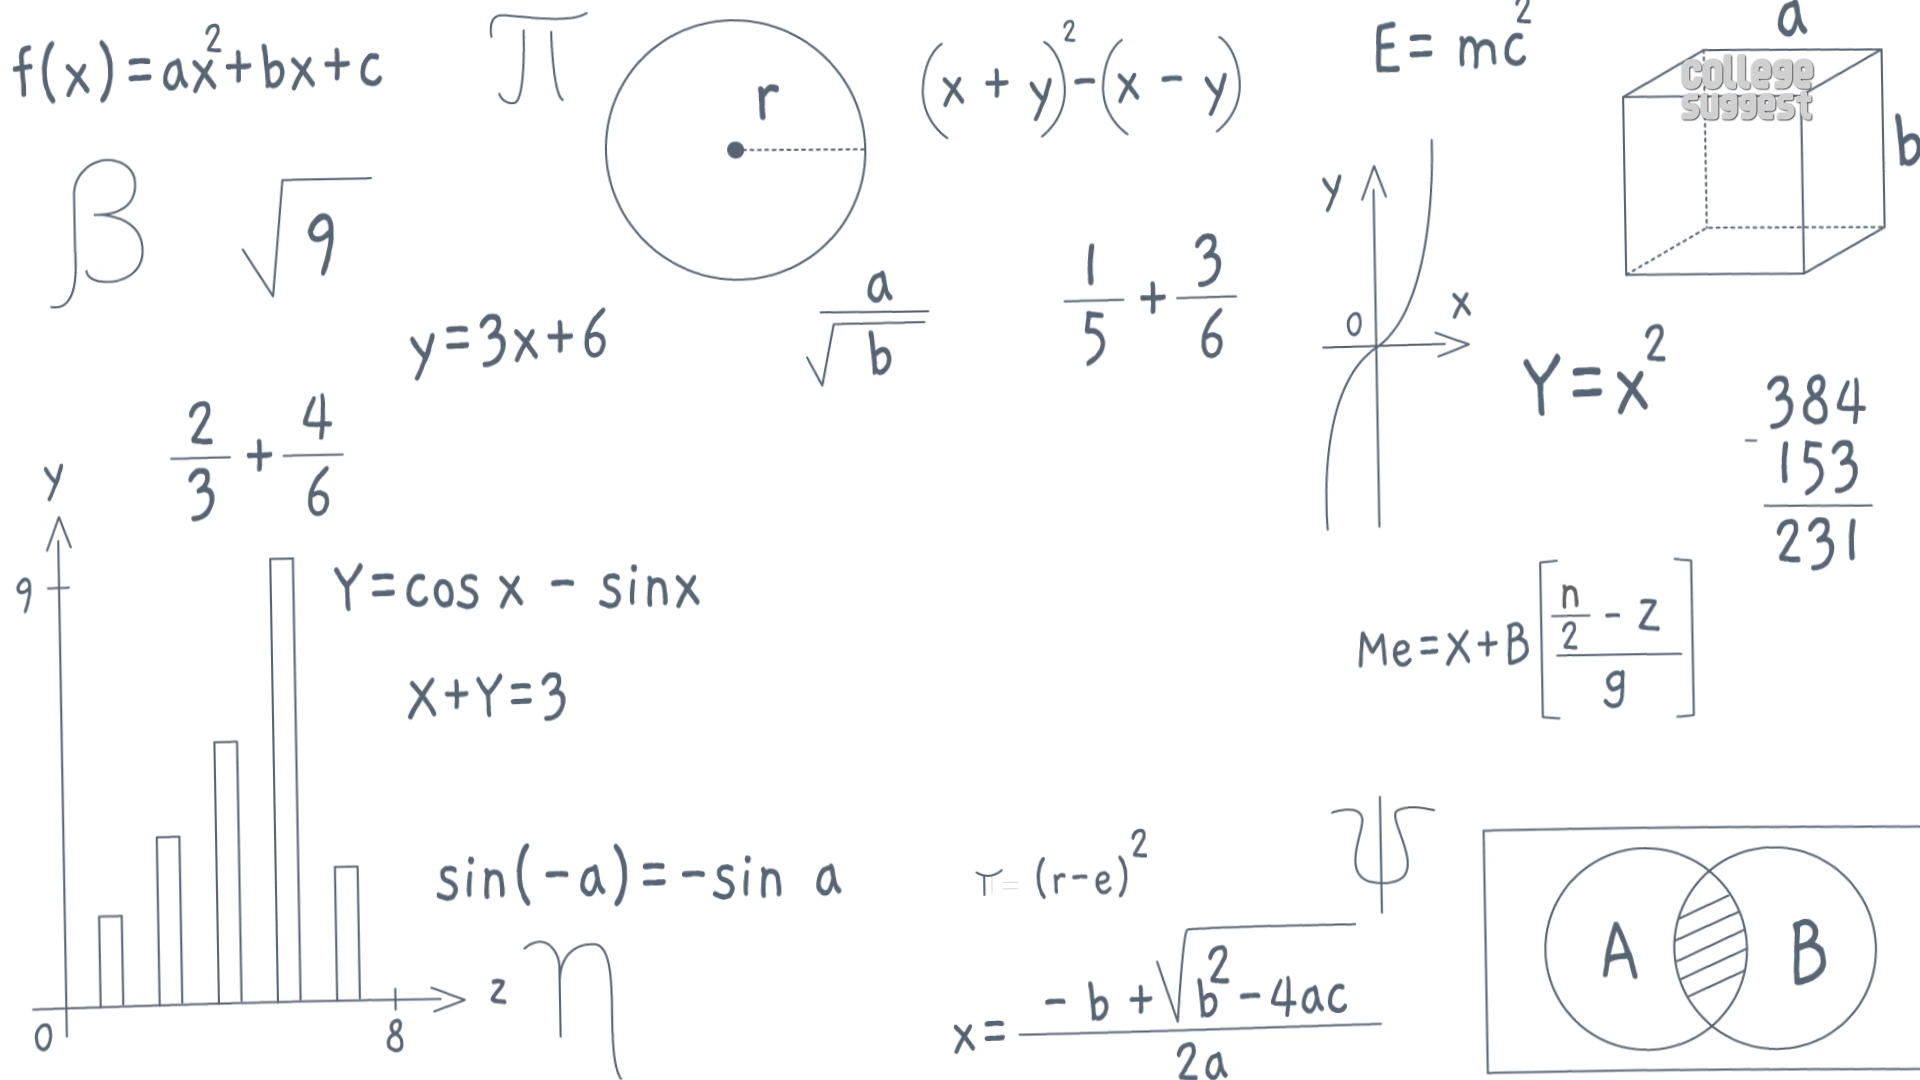 f(x)=ax²+bx+c
π
r
(x + y)²-(x - y)
E= mc²
a
college
suggest
b
β
√9
y=3x+6
a/√b
1/5 + 3/6
y
x
0
Y=x²
384
- 153
231
2/3 + 4/6
y
9
0
8
z
Y=cos x - sinx
X+Y=3
Me=X+B[(n/2 - z)/g]
sin(-a)=-sin a
η
π= (r-e)²
ψ
x= (-b+√(b²-4ac))/2a
A
B